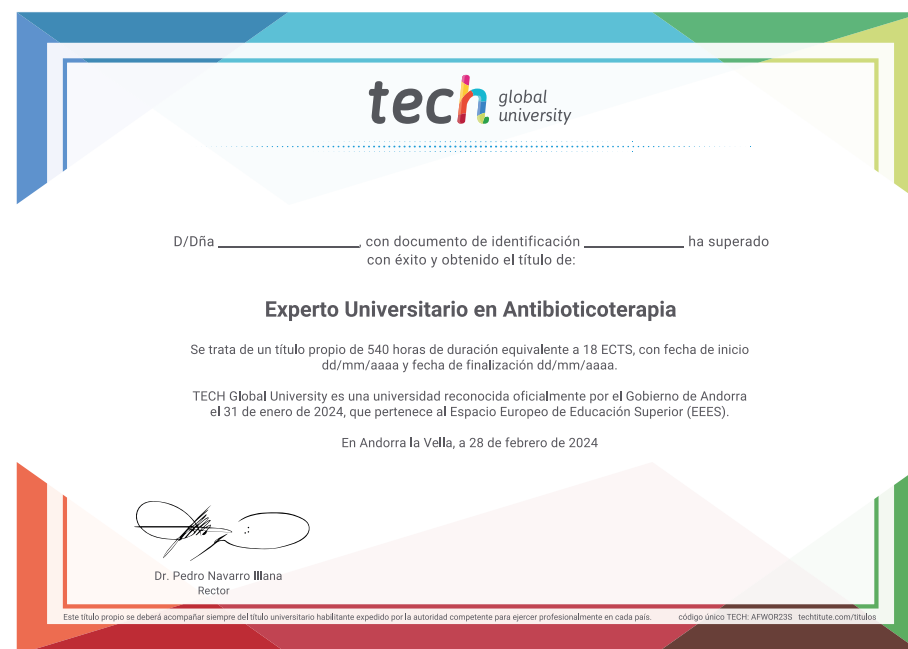 tech global university
D/Dña ____________, con documento de identificación ____________ ha superado
con éxito y obtenido el título de:
Experto Universitario en Antibioticoterapia
Se trata de un título propio de 540 horas de duración equivalente a 18 ECTS, con fecha de inicio
dd/mm/aaaa y fecha de finalización dd/mm/aaaa.
TECH Global University es una universidad reconocida oficialmente por el Gobierno de Andorra
el 31 de enero de 2024, que pertenece al Espacio Europeo de Educación Superior (EEES).
En Andorra la Vella, a 28 de febrero de 2024
Dr. Pedro Navarro Illana
Rector
Este título propio se deberá acompañar siempre del título universitario habilitante expedido por la autoridad competente para ejercer profesionalmente en cada país. código único TECH: AFWOR23S techtitute.com/titulos